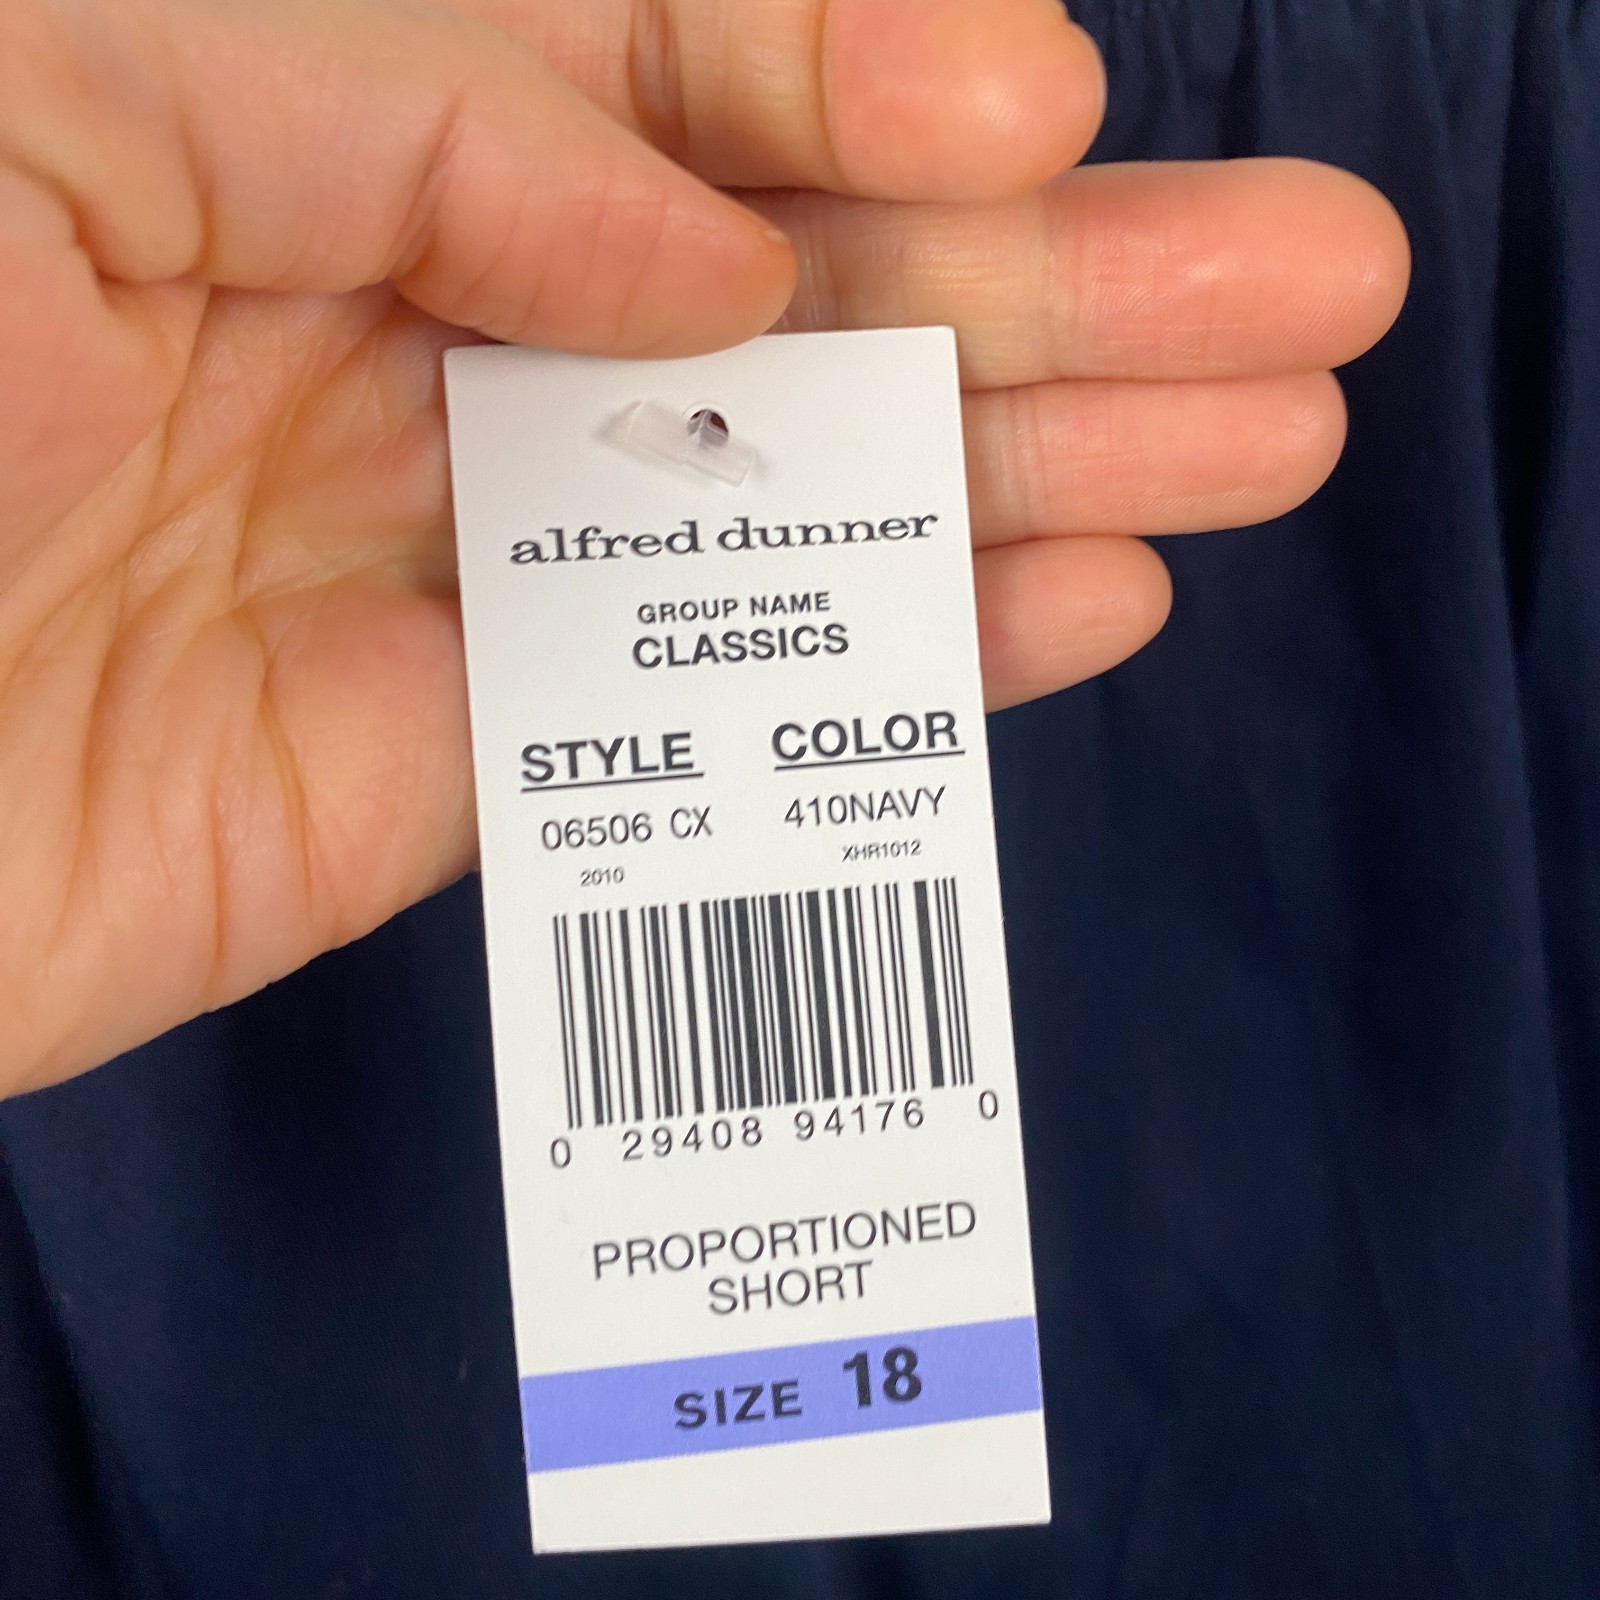 alfred dunner
GROUP NAME
CLASSICS
STYLE COLOR
06506 CX 410NAVY
2010 XHR1012
0 29408 94176 0
PROPORTIONED
SHORT
SIZE 18